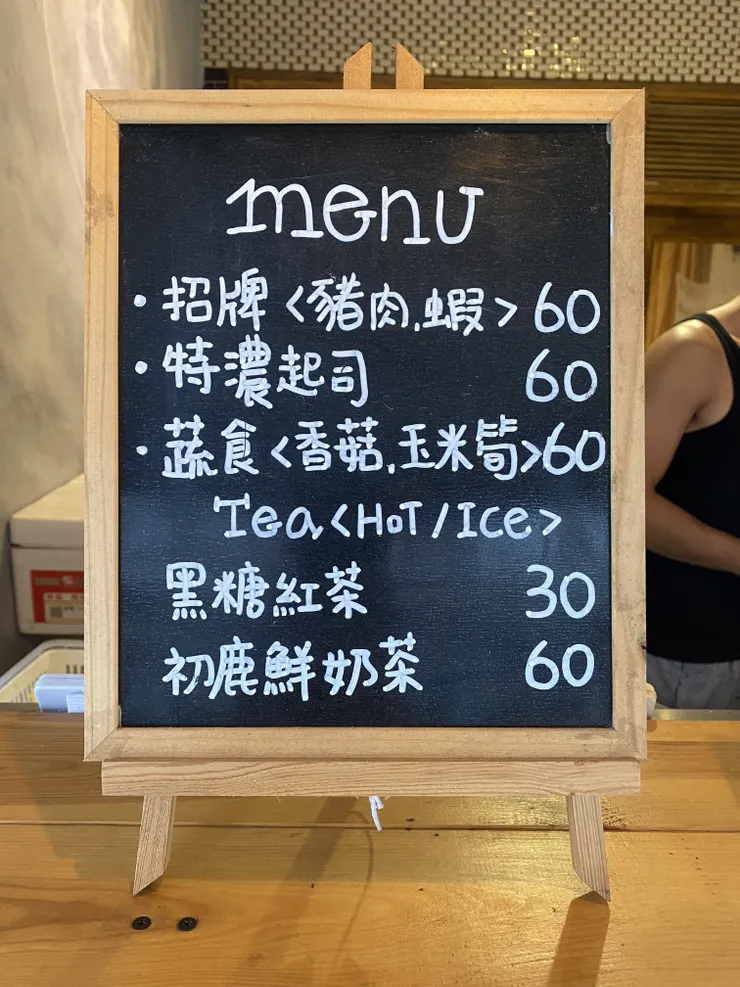 menu
・招牌<豬肉.蝦> 60
・特濃起司 60
・蔬食<香菇.玉米筍>60
Tea<HoT/Ice>
黑糖紅茶 30
初鹿鮮奶茶 60